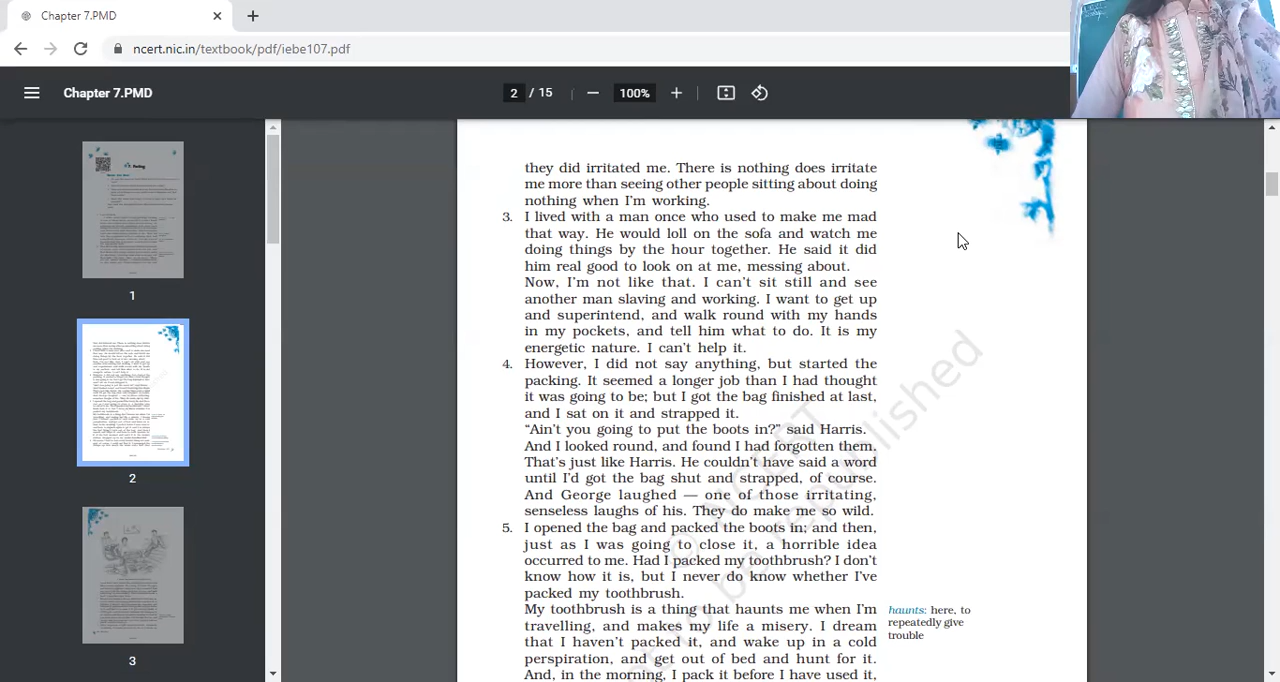 Chapter 7.PMD
ncert.nic.in/textbook/pdf/iebe107.pdf
Chapter 7.PMD
2 / 15
100%
they did irritated me. There is nothing does irritate
me more than seeing other people sitting about doing
nothing when I'm working.
3. I lived with a man once who used to make me mad
that way. He would loll on the sofa and watch me
doing things by the hour together. He said it did
him real good to look on at me, messing about.
Now, I'm not like that. I can't sit still and see
another man slaving and working. I want to get up
and superintend, and walk round with my hands
in my pockets, and tell him what to do. It is my
energetic nature. I can't help it.
4. However, I did not say anything, but started the
packing. It seemed a longer job than I had thought
it was going to be; but I got the bag finished at last,
and I sat on it and strapped it.
“Ain't you going to put the boots in?” said Harris.
And I looked round, and found I had forgotten them.
That's just like Harris. He couldn't have said a word
until I'd got the bag shut and strapped, of course.
And George laughed — one of those irritating,
senseless laughs of his. They do make me so wild.
5. I opened the bag and packed the boots in; and then,
just as I was going to close it, a horrible idea
occurred to me. Had I packed my toothbrush? I don't
know how it is, but I never do know whether I've
packed my toothbrush.
My toothbrush is a thing that haunts me when I'm
travelling, and makes my life a misery. I dream
that I haven't packed it, and wake up in a cold
perspiration, and get out of bed and hunt for it.
And, in the morning, I pack it before I have used it,
haunts: here, to
repeatedly give
trouble
1
2
3